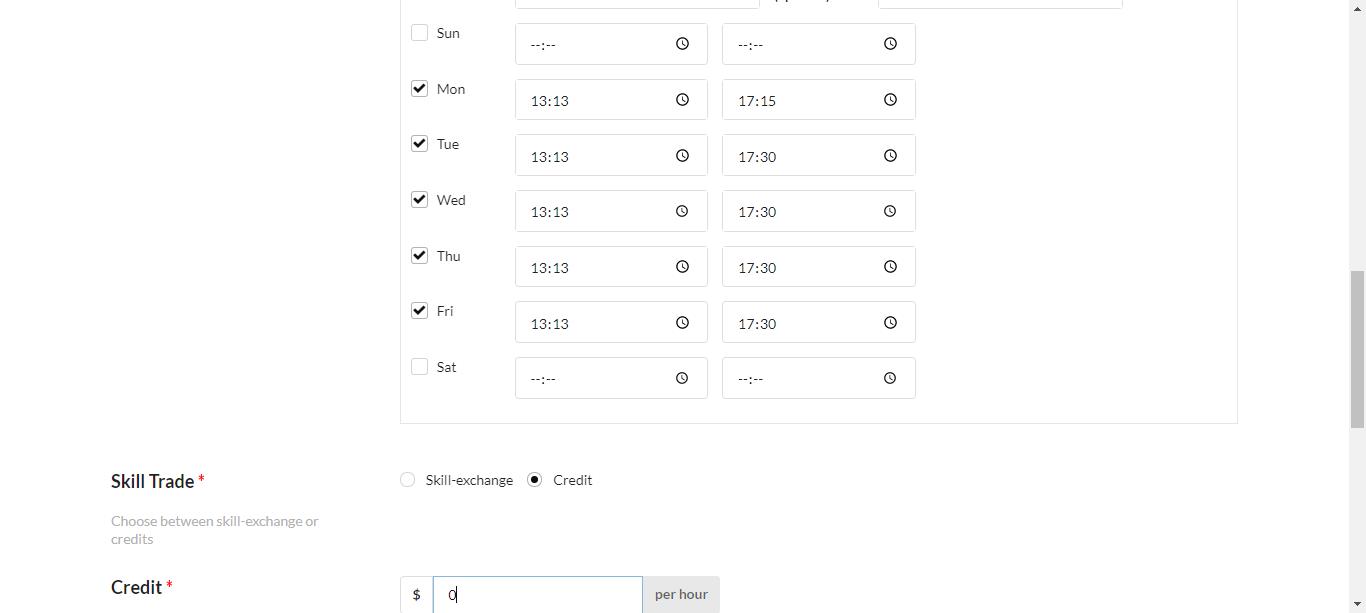 Sun --:-- --:--
Mon 13:13 17:15
Tue 13:13 17:30
Wed 13:13 17:30
Thu 13:13 17:30
Fri 13:13 17:30
Sat --:-- --:--
Skill Trade * Skill-exchange Credit
Choose between skill-exchange or
credits
Credit * $ 0 per hour